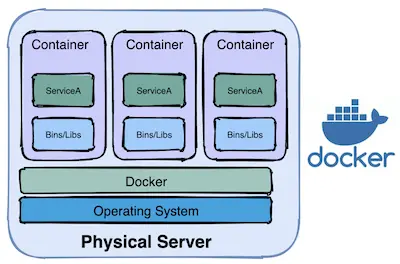 Container Container Container
ServiceA ServiceA ServiceA
Bins/Libs Bins/Libs Bins/Libs
docker
Docker
Operating System
Physical Server